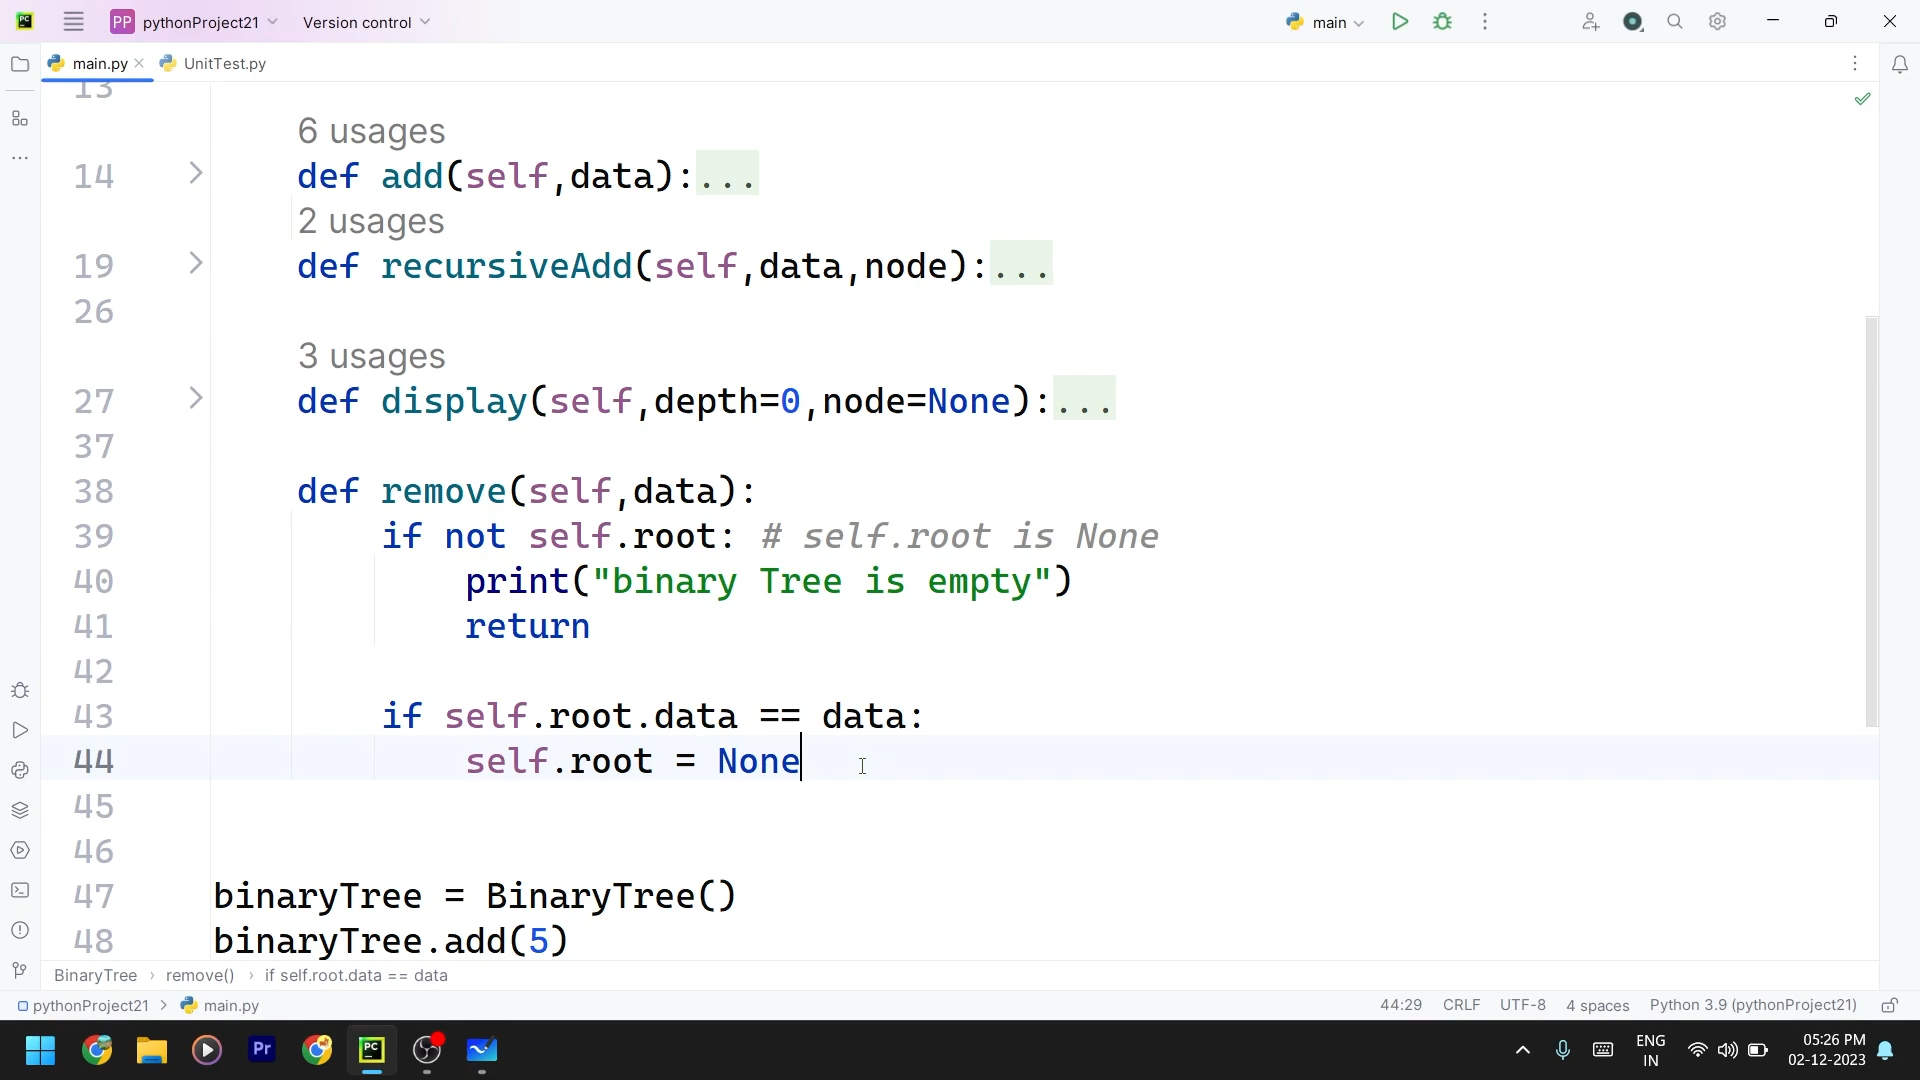 PP pythonProject21 Version control main
main.py UnitTest.py
13
6 usages
14 def add(self,data):...
2 usages
19 def recursiveAdd(self,data,node):...
26
3 usages
27 def display(self,depth=0,node=None):...
37
38 def remove(self,data):
39 if not self.root: # self.root is None
40 print("binary Tree is empty")
41 return
42
43 if self.root.data == data:
44 self.root = None
45
46
47 binaryTree = BinaryTree()
48 binaryTree.add(5)
BinaryTree › remove() › if self.root.data == data
pythonProject21 > main.py 44:29 CRLF UTF-8 4 spaces Python 3.9 (pythonProject21)
ENG 05:26 PM
IN 02-12-2023